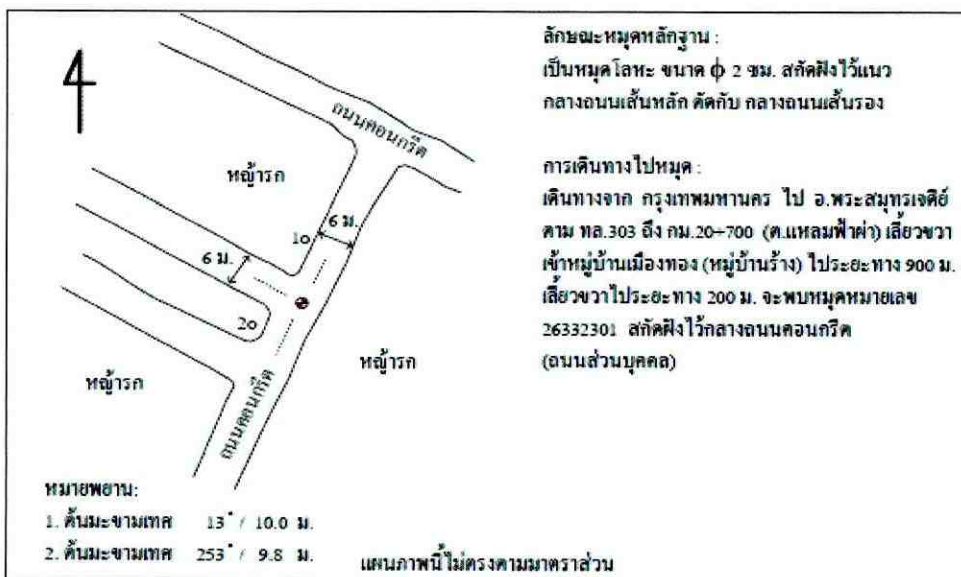 ลักษณะหมุดหลักฐาน :
เป็นหมุดโลหะ ขนาด ϕ 2 ซม. สกัดฝังไว้แนว
กลางถนนเส้นหลัก ตัดกับ กลางถนนเส้นรอง
การเดินทางไปหมุด :
เดินทางจาก กรุงเทพมหานคร ไป อ.พระสมุทรเจดีย์
ตาม ทล.303 ถึง กม.20+700 (ต.แหลมฟ้าผ่า) เลี้ยวขวา
เข้าหมู่บ้านเมืองทอง (หมู่บ้านร้าง) ไประยะทาง 900 ม.
เลี้ยวขวาไประยะทาง 200 ม. จะพบหมุดหมายเลข
26332301 สกัดฝังไว้กลางถนนคอนกรีต
(ถนนส่วนบุคคล)
ถนนคอนกรีต
หญ้ารก
6 ม.
1
6 ม.
2
หญ้ารก
หญ้ารก
ถนนคอนกรีต
หมายพยาน:
1. ต้นมะขามเทศ 13° / 10.0 ม.
2. ต้นมะขามเทศ 253° / 9.8 ม.
แผนภาพนี้ไม่ตรงตามมาตราส่วน